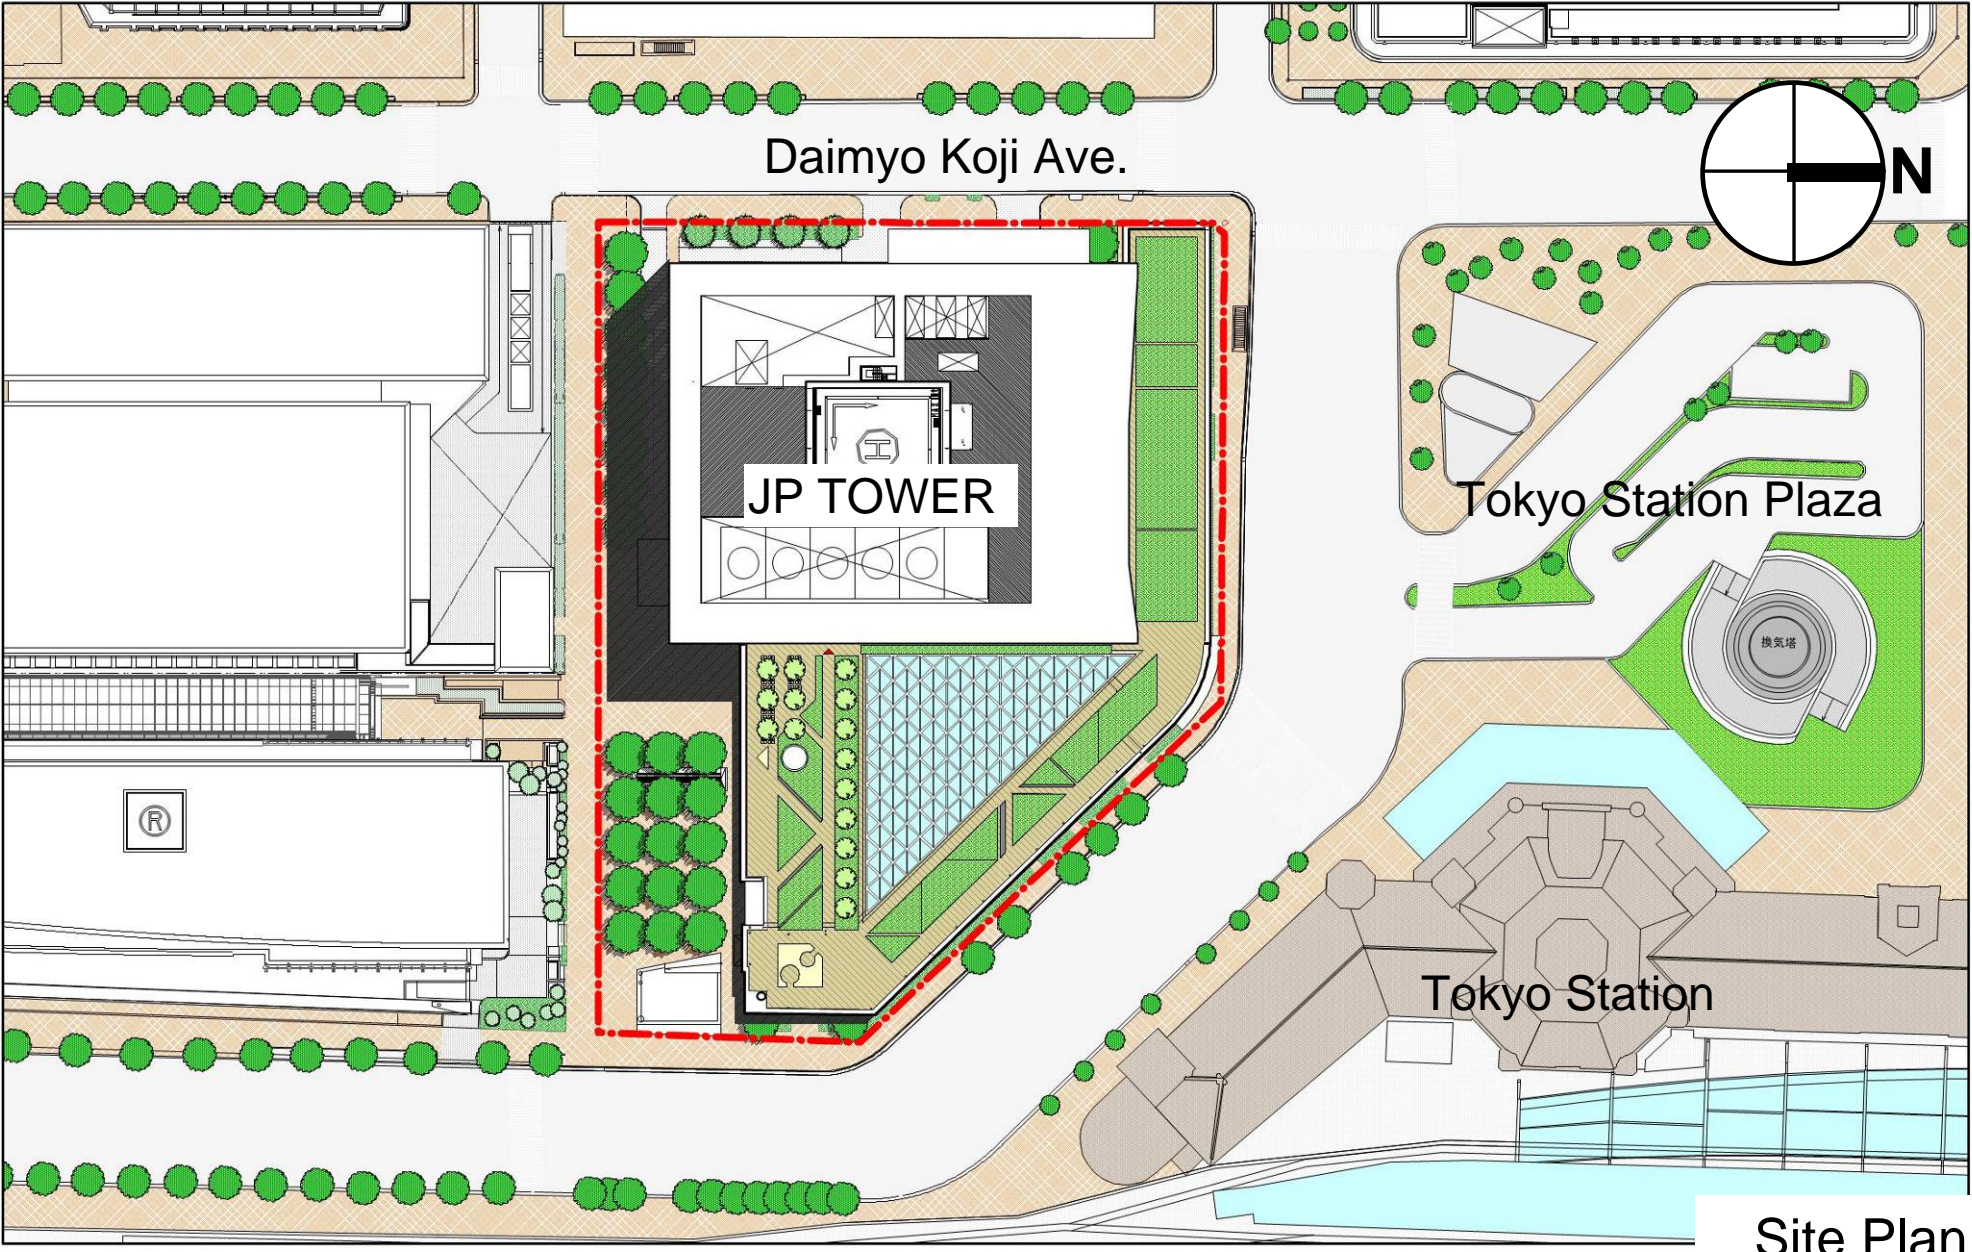 Daimyo Koji Ave.
N
H
JP TOWER
Tokyo Station Plaza
換気塔
R
Tokyo Station
Site Plan